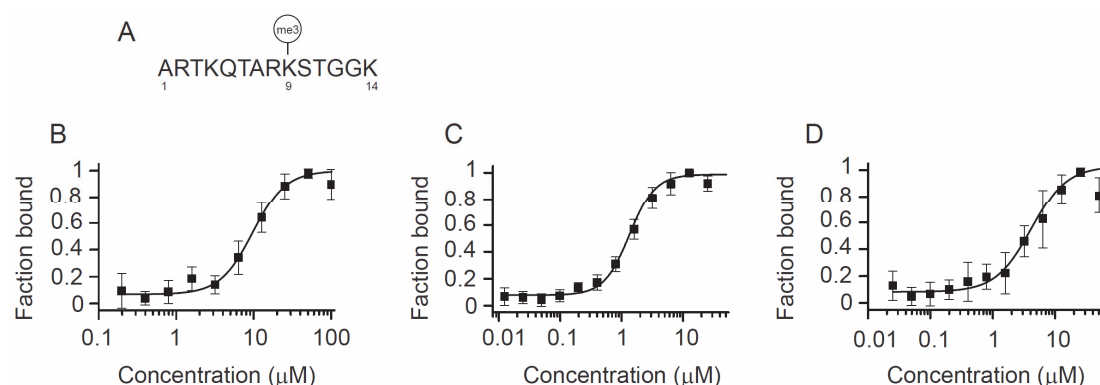 A
me3
ARTKQTARKSTGGK
1 9 14
B
C
D
Fraction bound
1
0.8
0.6
0.4
0.2
0
0.1 1 10 100
Concentration (μM)
Fraction bound
1
0.8
0.6
0.4
0.2
0
0.01 0.1 1 10
Concentration (μM)
Fraction bound
1
0.8
0.6
0.4
0.2
0
0.01 0.1 1 10
Concentration (μM)